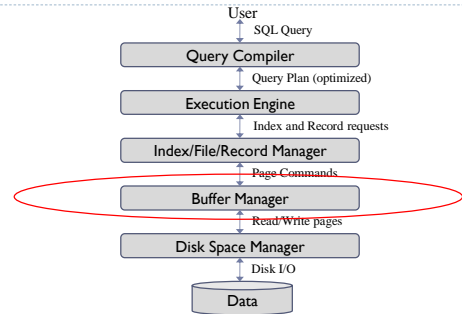 User
SQL Query
Query Compiler
Query Plan (optimized)
Execution Engine
Index and Record requests
Index/File/Record Manager
Page Commands
Buffer Manager
Read/Write pages
Disk Space Manager
Disk I/O
Data